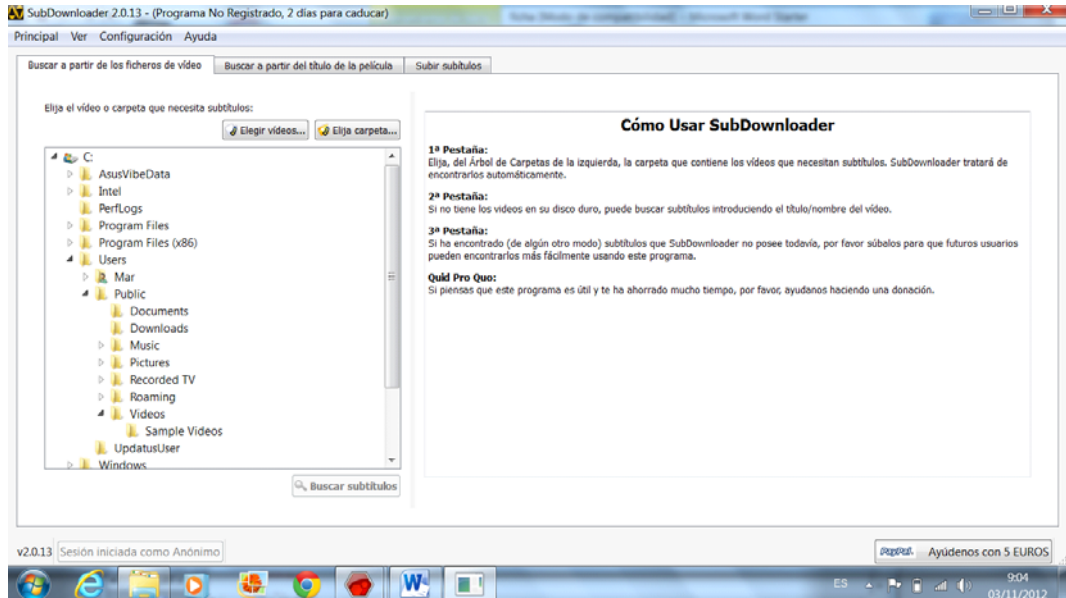 SubDownloader 2.0.13 - (Programa No Registrado, 2 días para caducar)
Principal Ver Configuración Ayuda
Buscar a partir de los ficheros de vídeo Buscar a partir del título de la película Subir subítulos
Elija el vídeo o carpeta que necesita subtítulos:
Elegir vídeos... Elija carpeta...
C:
AsusVibeData
Intel
PerfLogs
Program Files
Program Files (x86)
Users
Mar
Public
Documents
Downloads
Music
Pictures
Recorded TV
Roaming
Videos
Sample Videos
UpdatusUser
Windows
Buscar subtítulos
Cómo Usar SubDownloader
1ª Pestaña:
Elija, del Árbol de Carpetas de la izquierda, la carpeta que contiene los vídeos que necesitan subtítulos. SubDownloader tratará de
encontrarlos automáticamente.
2ª Pestaña:
Si no tiene los videos en su disco duro, puede buscar subtítulos introduciendo el título/nombre del vídeo.
3ª Pestaña:
Si ha encontrado (de algún otro modo) subtítulos que SubDownloader no posee todavía, por favor súbalos para que futuros usuarios
pueden encontrarlos más fácilmente usando este programa.
Quid Pro Quo:
Si piensas que este programa es útil y te ha ahorrado mucho tiempo, por favor, ayudanos haciendo una donación.
v2.0.13 Sesión iniciada como Anónimo
PayPal Ayúdenos con 5 EUROS
ES 9:04
03/11/2012